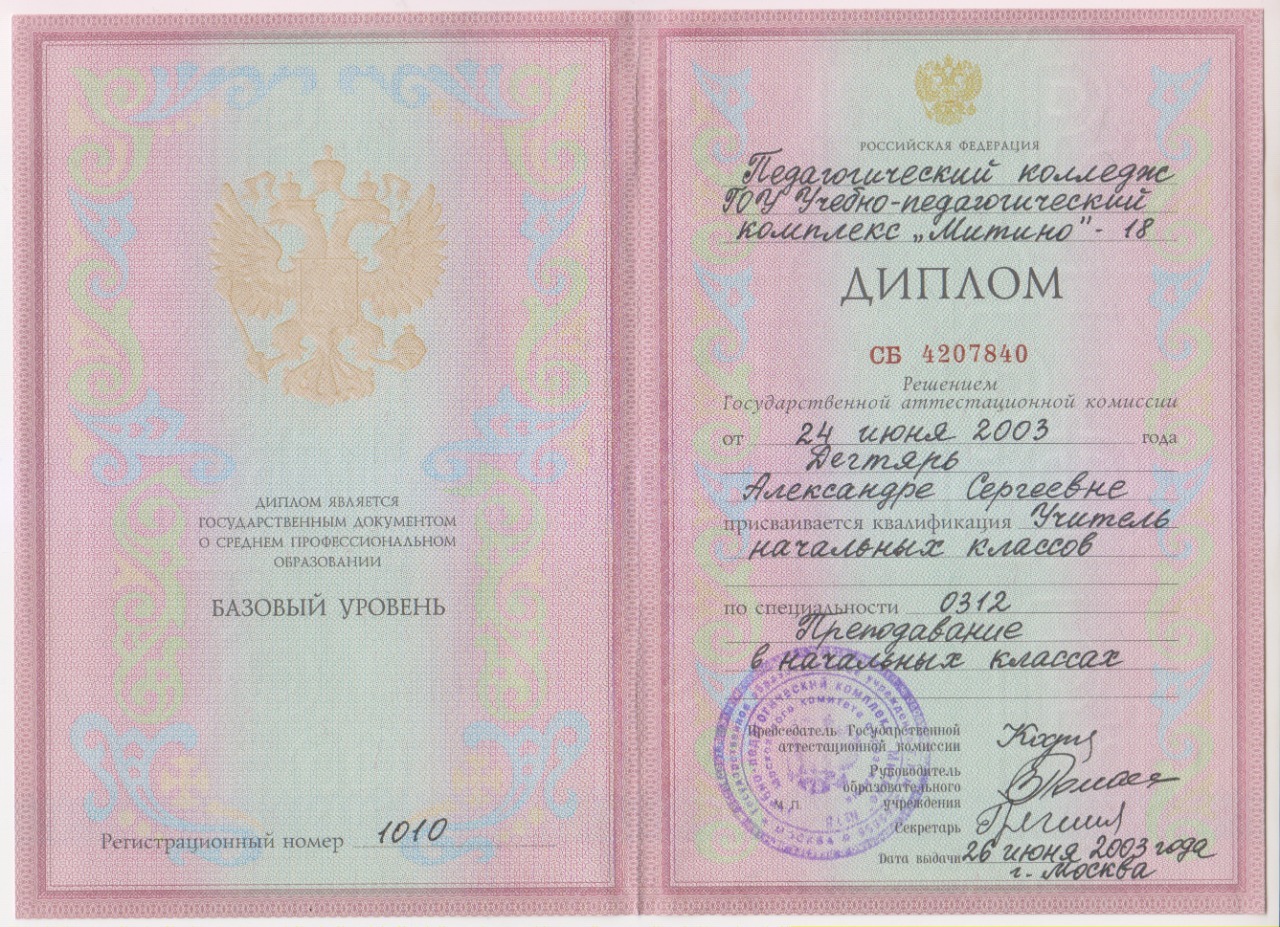 ДИПЛОМ ЯВЛЯЕТСЯ
ГОСУДАРСТВЕННЫМ ДОКУМЕНТОМ
О СРЕДНЕМ ПРОФЕССИОНАЛЬНОМ
ОБРАЗОВАНИИ
БАЗОВЫЙ УРОВЕНЬ
Регистрационный номер 1010
РОССИЙСКАЯ ФЕДЕРАЦИЯ
Педагогический колледж
ГОУ Учебно-педагогический
комплекс „Митино" - 18
ДИПЛОМ
СБ 4207840
Решением
Государственной аттестационной комиссии
от 24 июня 2003 года
Дегтярь
Александре Сергеевне
присваивается квалификация Учитель
начальных классов
по специальности 0312
Преподавание
в начальных классах
Председатель Государственной
аттестационной комиссии
Руководитель
образовательного
М.П. учреждения
Секретарь
Дата выдачи 26 июня 2003 года
г. Москва